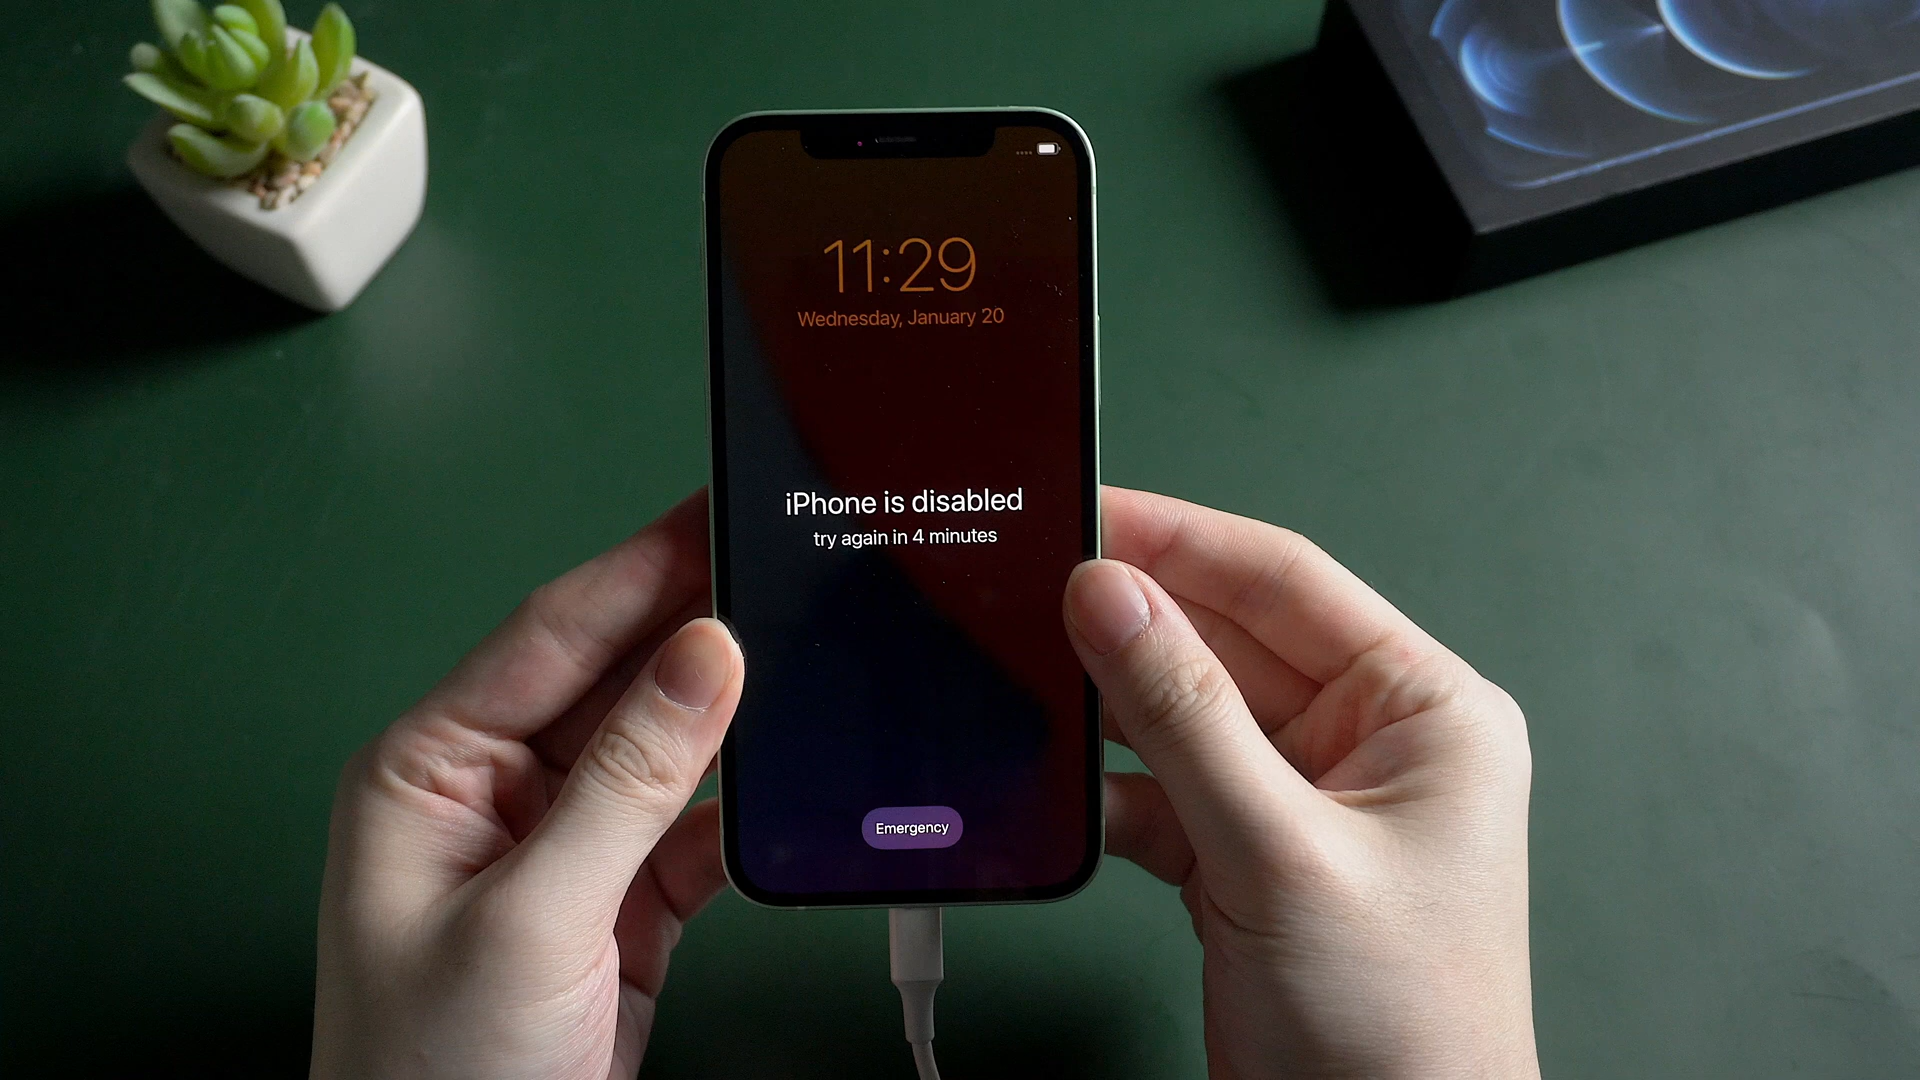 11:29
Wednesday, January 20
iPhone is disabled
try again in 4 minutes
Emergency